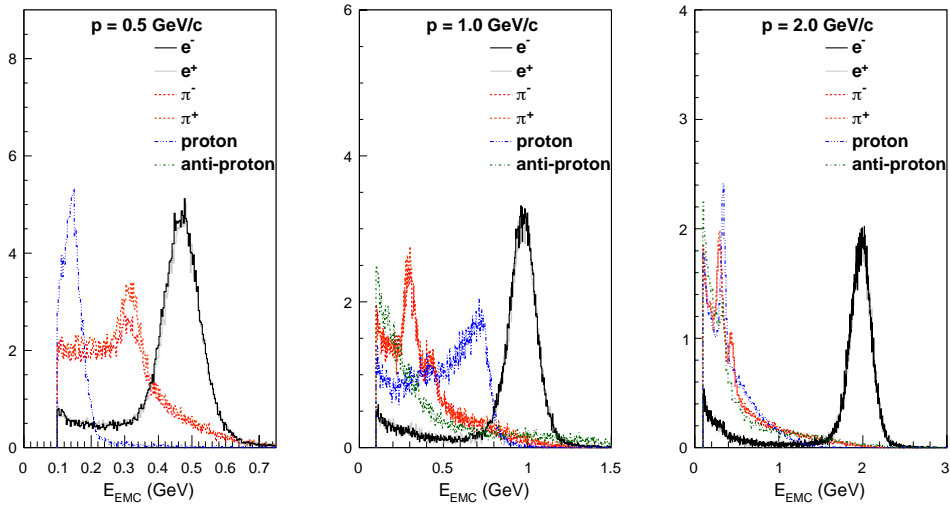 p = 0.5 GeV/c
e⁻
e⁺
π⁻
π⁺
proton
anti-proton
8
6
4
2
0
0 0.1 0.2 0.3 0.4 0.5 0.6 0.7
E_EMC (GeV)
p = 1.0 GeV/c
e⁻
e⁺
π⁻
π⁺
proton
anti-proton
6
4
2
0
0 0.5 1 1.5
E_EMC (GeV)
p = 2.0 GeV/c
e⁻
e⁺
π⁻
π⁺
proton
anti-proton
4
3
2
1
0
0 1 2 3
E_EMC (GeV)